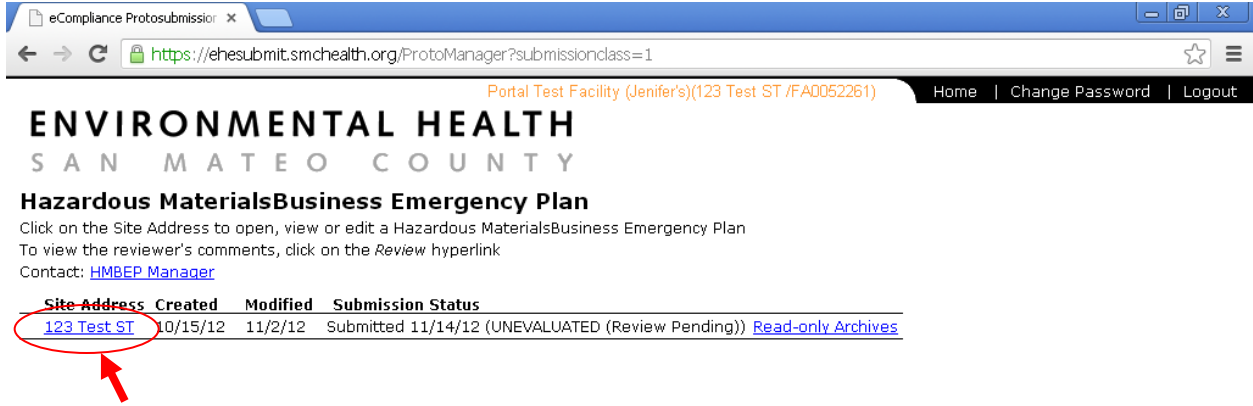 eCompliance Protosubmission
https://ehesubmit.smchealth.org/ProtoManager?submissionclass=1
Portal Test Facility (Jenifer's)(123 Test ST /FA0052261) Home | Change Password | Logout
ENVIRONMENTAL HEALTH
SAN MATEO COUNTY
Hazardous MaterialsBusiness Emergency Plan
Click on the Site Address to open, view or edit a Hazardous MaterialsBusiness Emergency Plan
To view the reviewer's comments, click on the Review hyperlink
Contact: HMBEP Manager
Site Address Created Modified Submission Status
123 Test ST 10/15/12 11/2/12 Submitted 11/14/12 (UNEVALUATED (Review Pending)) Read-only Archives